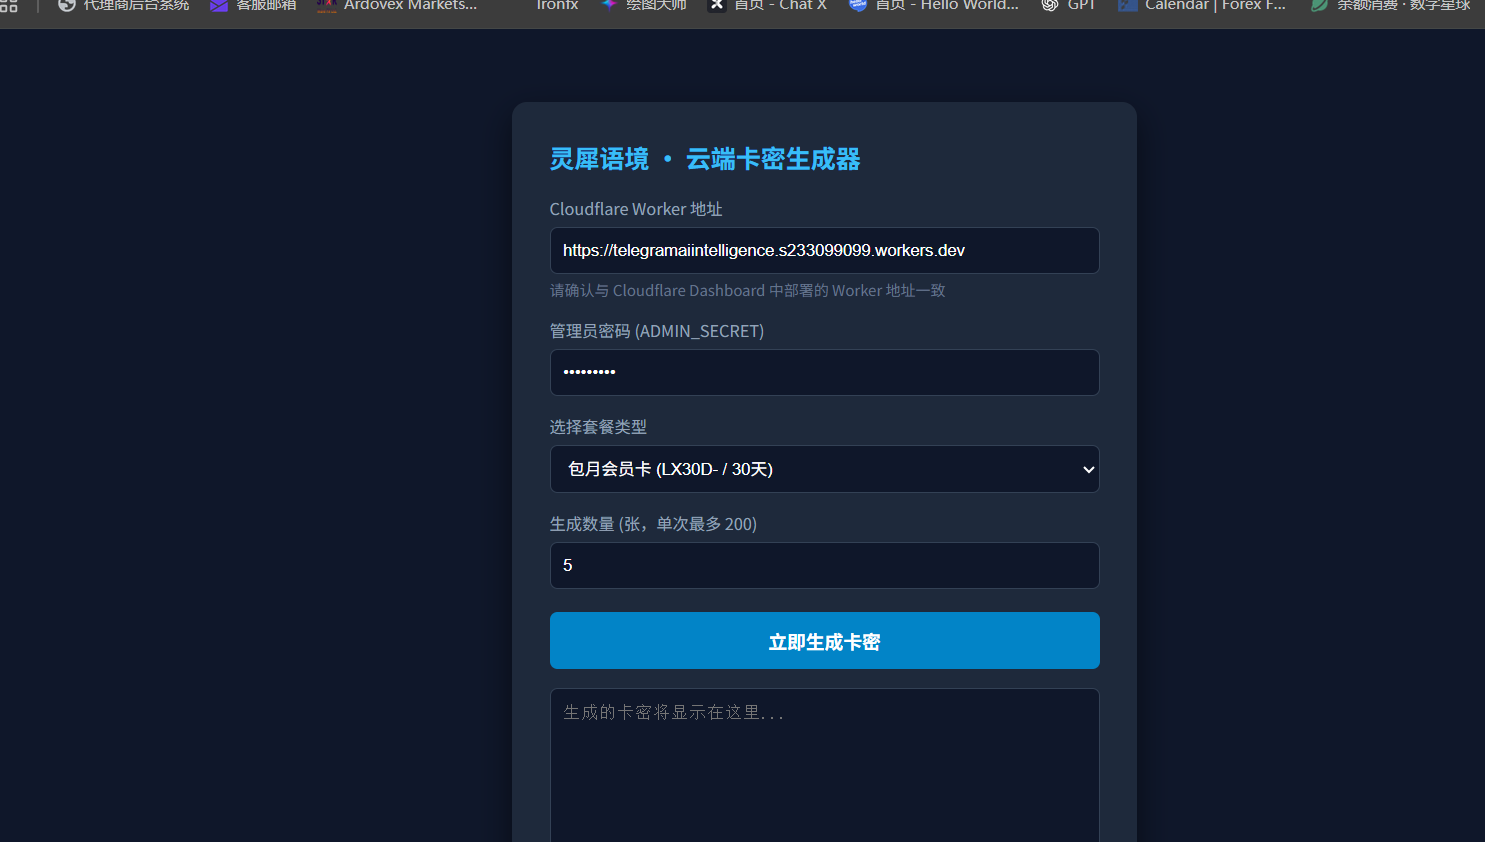 代理商后台系统 客服邮箱 Ardovex Markets... Ironfx 绘图大师 首页 - Chat X 首页 - Hello World... GPT Calendar | Forex F... 余额消费 · 数字星球
灵犀语境 · 云端卡密生成器
Cloudflare Worker 地址
https://telegramaiintelligence.s233099099.workers.dev
请确认与 Cloudflare Dashboard 中部署的 Worker 地址一致
管理员密码 (ADMIN_SECRET)
•••••••••
选择套餐类型
包月会员卡 (LX30D- / 30天)
生成数量 (张，单次最多 200)
5
立即生成卡密
生成的卡密将显示在这里...